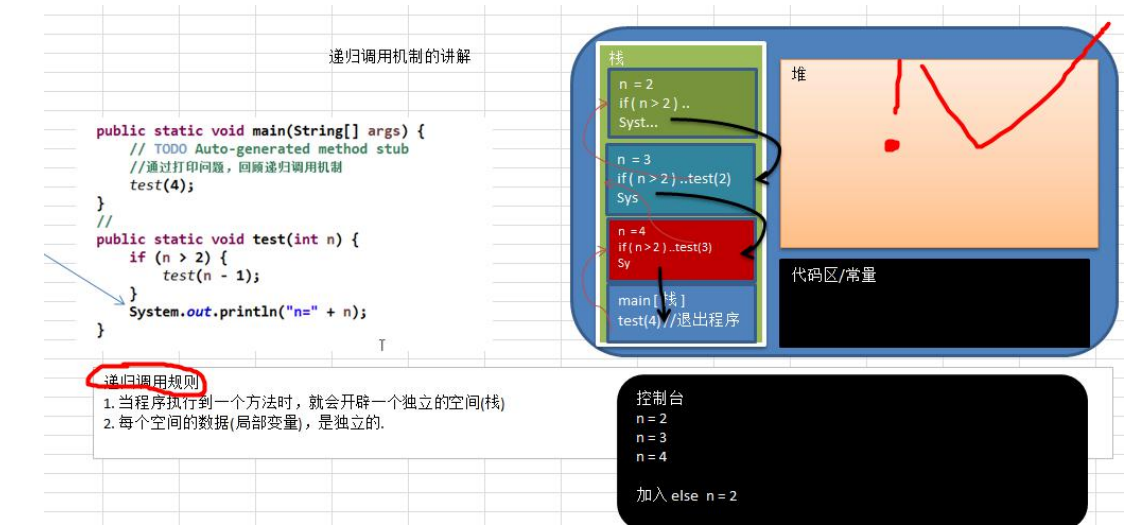 递归调用机制的讲解
public static void main(String[] args) {
// TODO Auto-generated method stub
//通过打印问题，回顾递归调用机制
test(4);
}
//
public static void test(int n) {
if (n > 2) {
test(n - 1);
}
System.out.println("n=" + n);
}
递归调用规则
1. 当程序执行到一个方法时，就会开辟一个独立的空间(栈)
2. 每个空间的数据(局部变量)，是独立的.
栈
n = 2
if( n > 2 ) ..
Syst...
n = 3
if( n > 2 ) ..test(2)
Sys
n =4
if( n > 2 ) ..test(3)
Sy
main [ 栈 ]
test(4)//退出程序
堆
代码区/常量
控制台
n = 2
n = 3
n = 4
加入 else n = 2